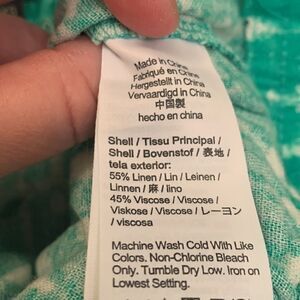 Made in China
Fabriqué en Chine
Hergestellt in China
Vervaardigd in China
中国製
hecho en china
Shell / Tissu Principal /
Shell / Bovenstof / 表地 /
tela exterior:
55% Linen / Lin / Leinen /
Linnen / 麻 / lino
45% Viscose / Viscose /
Viskose / Viscose / レーヨン
/ viscosa
Machine Wash Cold With Like
Colors. Non-Chlorine Bleach
Only. Tumble Dry Low. Iron on
Lowest Setting.